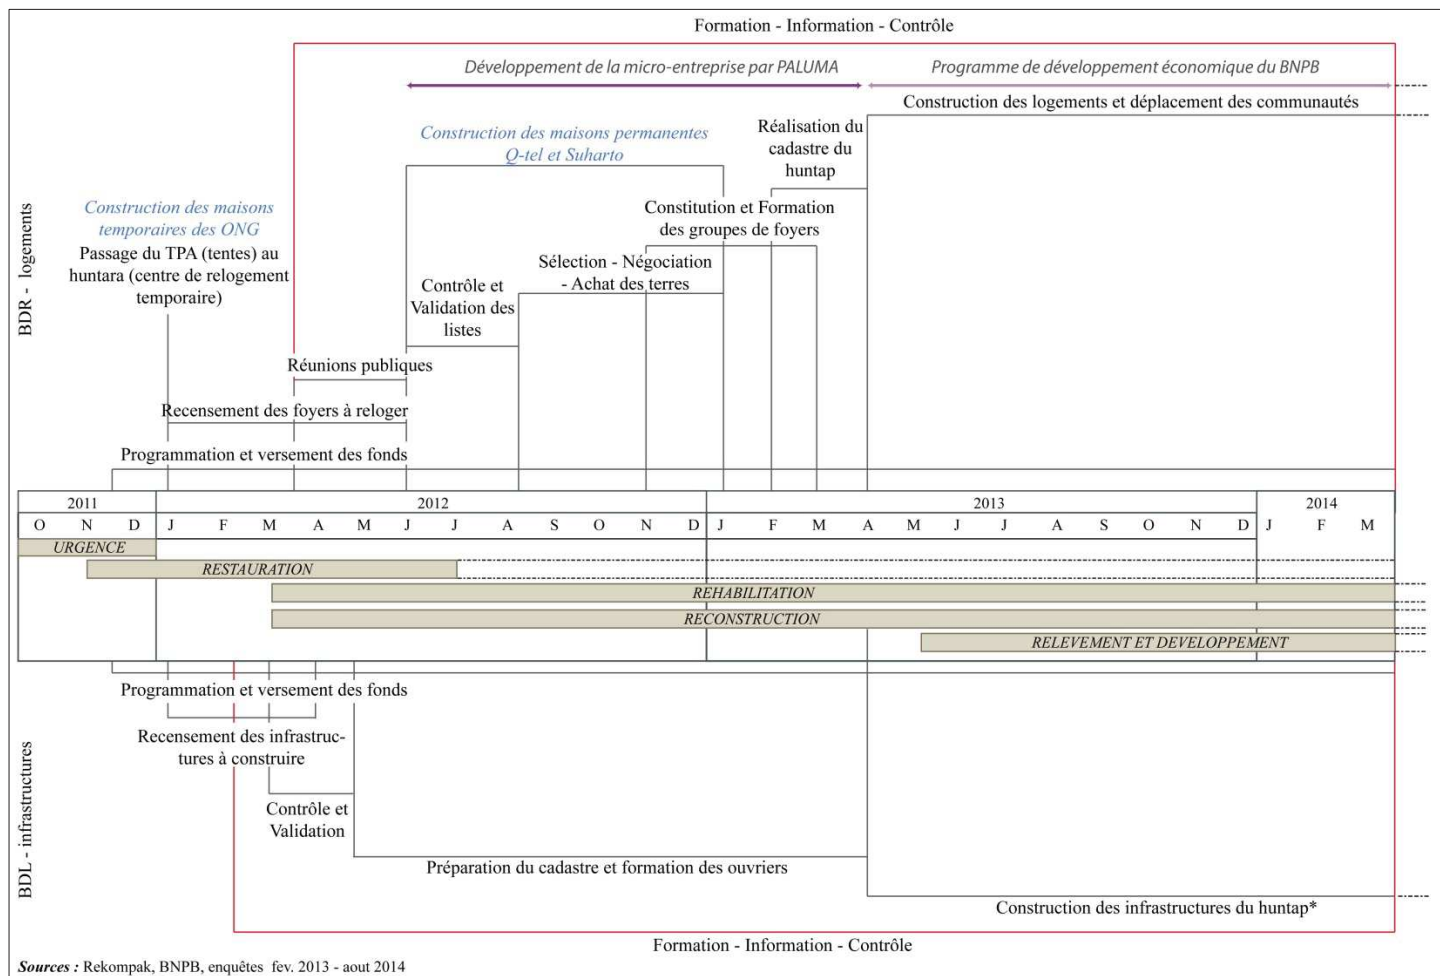 Formation - Information - Contrôle
Développement de la micro-entreprise par PALUMA
Programme de développement économique du BNPB
Construction des logements et déplacement des communautés
Réalisation du
cadastre du
huntap
Construction des maisons permanentes
Q-tel et Suharto
Construction des maisons
temporaires des ONG
Passage du TPA (tentes) au
huntara (centre de relogement
temporaire)
Constitution et Formation
des groupes de foyers
Sélection - Négociation
- Achat des terres
Contrôle et
Validation des
listes
Réunions publiques
Recensement des foyers à reloger
Programmation et versement des fonds
BDR - logements
2011 2012 2013 2014
O N D J F M A M J J A S O N D J F M A M J J A S O N D J F M
URGENCE
RESTAURATION
REHABILITATION
RECONSTRUCTION
RELEVEMENT ET DEVELOPPEMENT
Programmation et versement des fonds
Recensement des infrastruc-
tures à construire
Contrôle et
Validation
Préparation du cadastre et formation des ouvriers
Construction des infrastructures du huntap*
BDL - infrastructures
Formation - Information - Contrôle
Sources : Rekompak, BNPB, enquêtes fev. 2013 - aout 2014